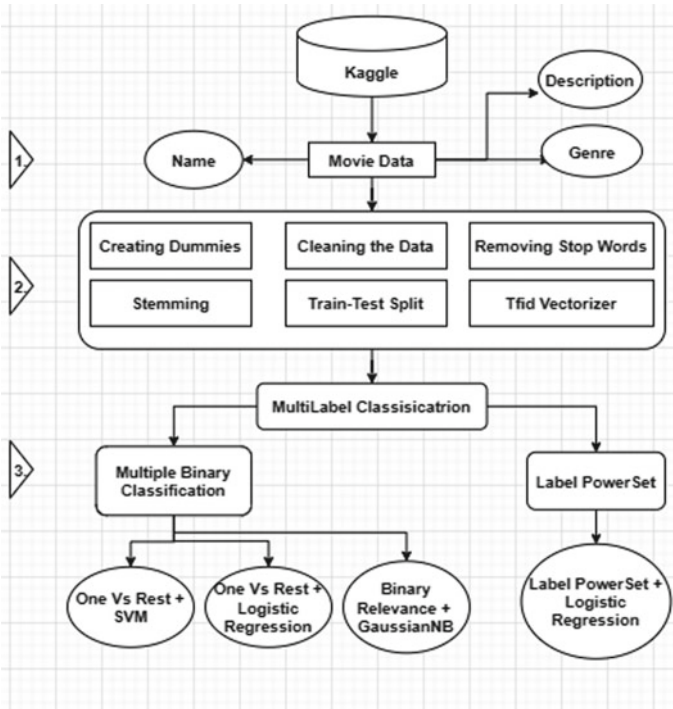 Kaggle
Description
1.
Name
Movie Data
Genre
Creating Dummies
Cleaning the Data
Removing Stop Words
2.
Stemming
Train-Test Split
Tfid Vectorizer
MultiLabel Classisicatrion
3.
Multiple Binary
Classification
Label PowerSet
One Vs Rest +
SVM
One Vs Rest +
Logistic
Regression
Binary
Relevance +
GaussianNB
Label PowerSet +
Logistic
Regression